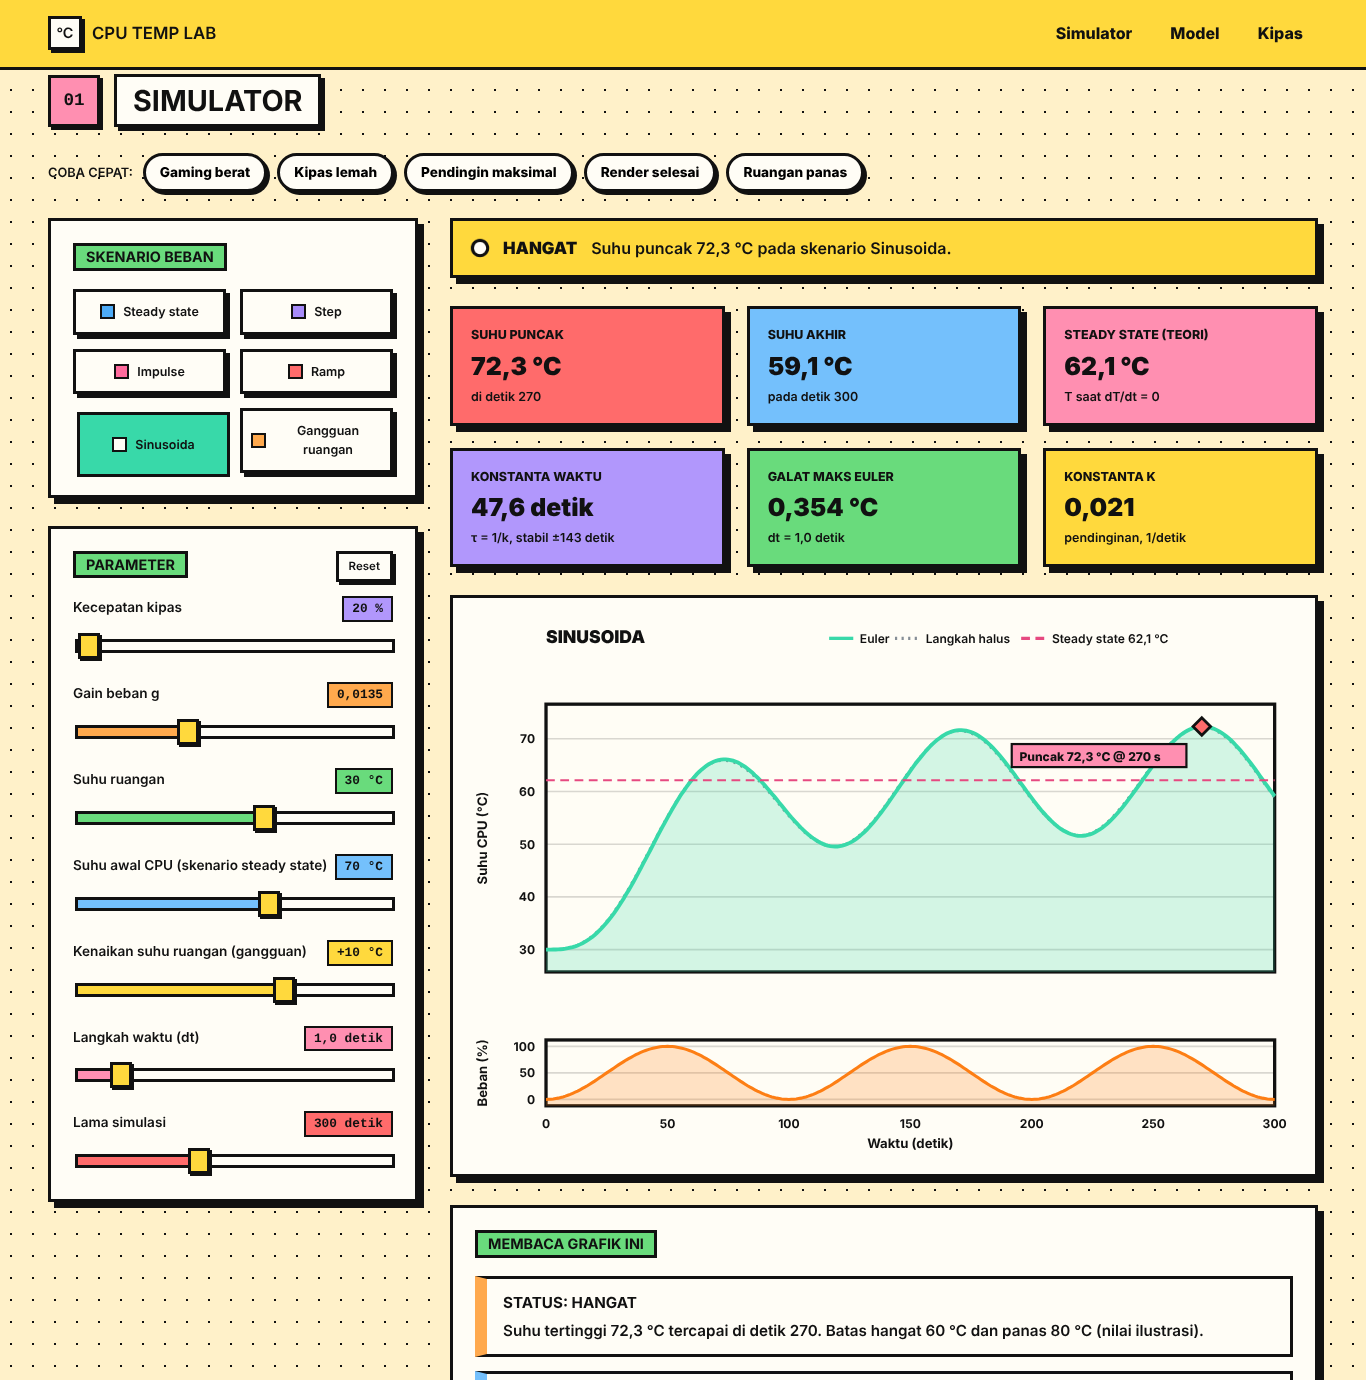 °C CPU TEMP LAB
Simulator Model Kipas
01 SIMULATOR
COBA CEPAT: Gaming berat Kipas lemah Pendingin maksimal Render selesai Ruangan panas
SKENARIO BEBAN
Steady state Step
Impulse Ramp
Sinusoida Gangguan
ruangan
PARAMETER Reset
Kecepatan kipas 20 %
Gain beban g 0,0135
Suhu ruangan 30 °C
Suhu awal CPU (skenario steady state) 70 °C
Kenaikan suhu ruangan (gangguan) +10 °C
Langkah waktu (dt) 1,0 detik
Lama simulasi 300 detik
HANGAT Suhu puncak 72,3 °C pada skenario Sinusoida.
SUHU PUNCAK
72,3 °C
di detik 270
SUHU AKHIR
59,1 °C
pada detik 300
STEADY STATE (TEORI)
62,1 °C
T saat dT/dt = 0
KONSTANTA WAKTU
47,6 detik
τ = 1/k, stabil ±143 detik
GALAT MAKS EULER
0,354 °C
dt = 1,0 detik
KONSTANTA K
0,021
pendinginan, 1/detik
SINUSOIDA
Euler Langkah halus Steady state 62,1 °C
Suhu CPU (°C)
70
60
50
40
30
Puncak 72,3 °C @ 270 s
Beban (%)
100
50
0
0 50 100 150 200 250 300
Waktu (detik)
MEMBACA GRAFIK INI
STATUS: HANGAT
Suhu tertinggi 72,3 °C tercapai di detik 270. Batas hangat 60 °C dan panas 80 °C (nilai ilustrasi).